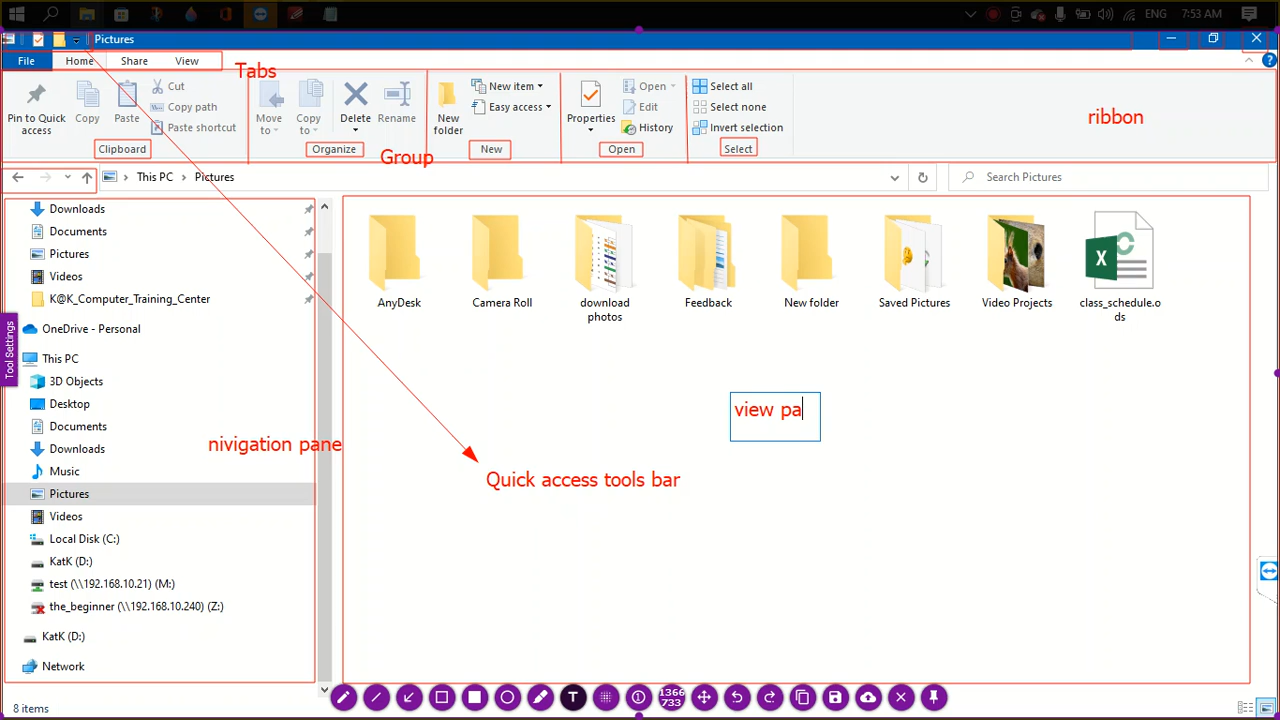 ENG 7:53 AM
Pictures
File Home Share View
Tabs
Pin to Quick access
Copy
Paste
Cut
Copy path
Paste shortcut
Clipboard
Move to
Copy to
Delete
Rename
Organize
Group
New folder
New item
Easy access
New
Properties
Open
Edit
History
Open
Select all
Select none
Invert selection
Select
ribbon
This PC > Pictures
Search Pictures
Downloads
Documents
Pictures
Videos
K@K_Computer_Training_Center
OneDrive - Personal
This PC
3D Objects
Desktop
Documents
Downloads
Music
Pictures
Videos
Local Disk (C:)
KatK (D:)
test (\\192.168.10.21) (M:)
the_beginner (\\192.168.10.240) (Z:)
KatK (D:)
Network
Tool Settings
nivigation pane
AnyDesk
Camera Roll
download
photos
Feedback
New folder
Saved Pictures
Video Projects
class_schedule.o
ds
view pa
Quick access tools bar
8 items
1366
733